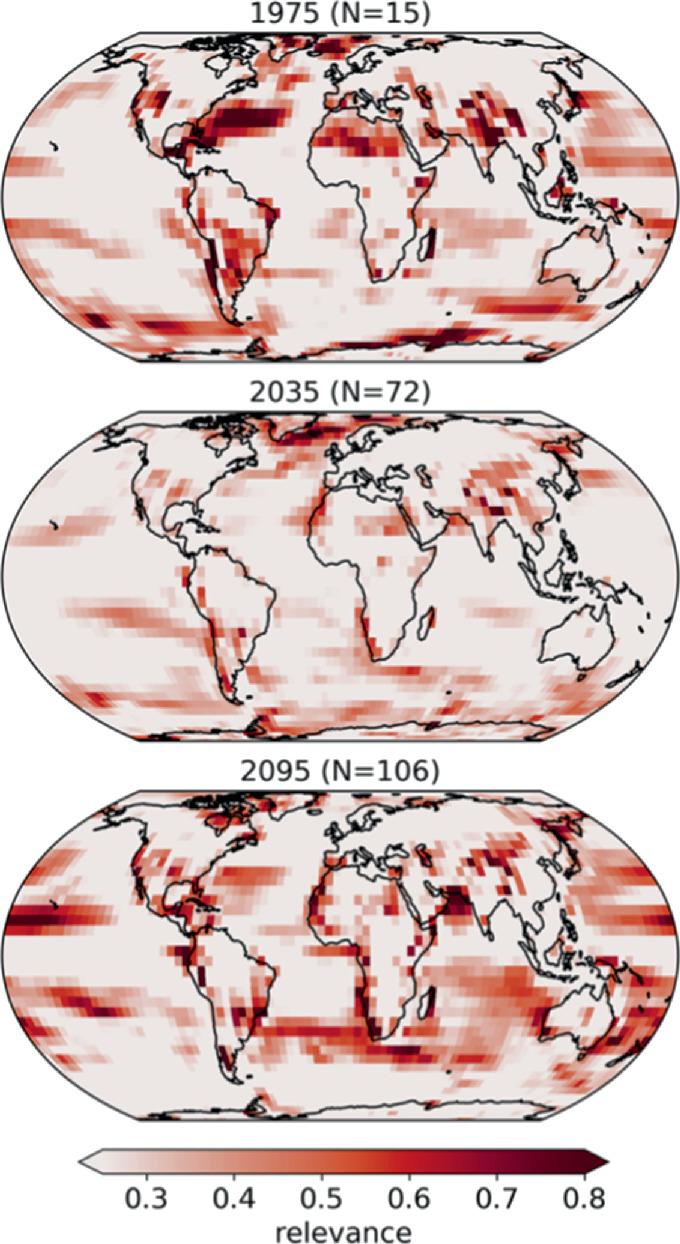 1975 (N=15)
2035 (N=72)
2095 (N=106)
0.3 0.4 0.5 0.6 0.7 0.8
relevance